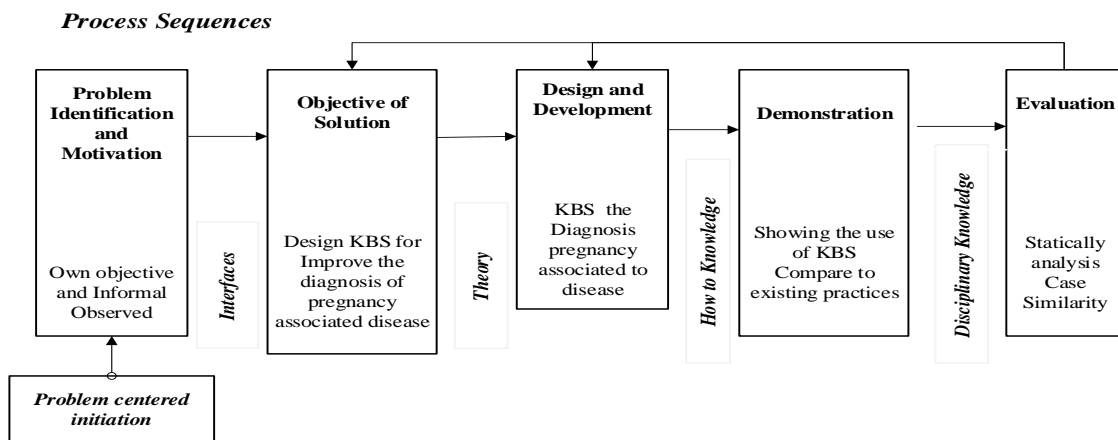 Process Sequences
Problem
Identification
and
Motivation
Own objective
and Informal
Observed
Interfaces
Objective of
Solution
Design KBS for
Improve the
diagnosis of
pregnancy
associated disease
Theory
Design and
Development
KBS the
Diagnosis
pregnancy
associated to
disease
How to Knowledge
Demonstration
Showing the use
of KBS
Compare to
existing practices
Disciplinary Knowledge
Evaluation
Statically
analysis
Case
Similarity
Problem centered
initiation